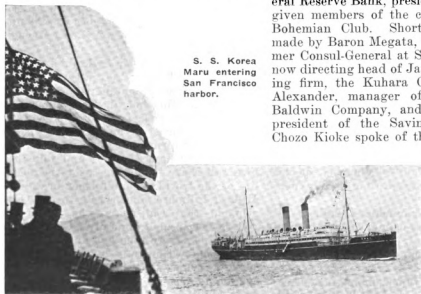 S. S. Korea
Maru entering
San Francisco
harbor.
eral Reserve Bank, presi
given members of the c
Bohemian Club. Short
made by Baron Megata,
mer Consul-General at S
now directing head of Ja
ing firm, the Kuhara C
Alexander, manager of
Baldwin Company, and
president of the Savin
Chozo Kioke spoke of th